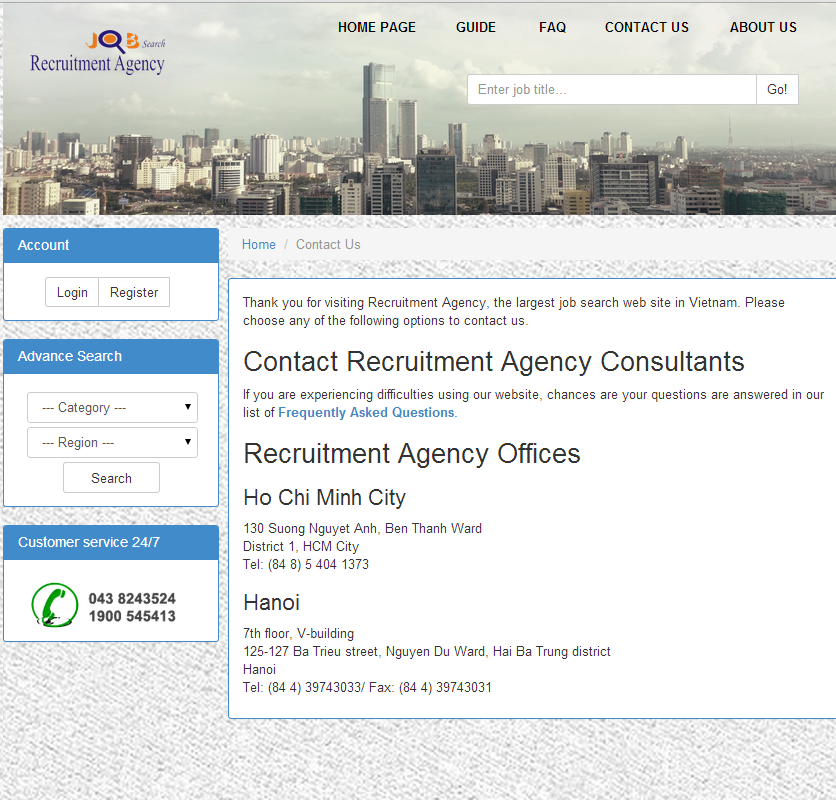 HOME PAGE GUIDE FAQ CONTACT US ABOUT US
JOB Search
Recruitment Agency
Enter job title... Go!
Account
Login Register
Advance Search
--- Category ---
--- Region ---
Search
Customer service 24/7
043 8243524
1900 545413
Home / Contact Us
Thank you for visiting Recruitment Agency, the largest job search web site in Vietnam. Please
choose any of the following options to contact us.
Contact Recruitment Agency Consultants
If you are experiencing difficulties using our website, chances are your questions are answered in our
list of Frequently Asked Questions.
Recruitment Agency Offices
Ho Chi Minh City
130 Suong Nguyet Anh, Ben Thanh Ward
District 1, HCM City
Tel: (84 8) 5 404 1373
Hanoi
7th floor, V-building
125-127 Ba Trieu street, Nguyen Du Ward, Hai Ba Trung district
Hanoi
Tel: (84 4) 39743033/ Fax: (84 4) 39743031